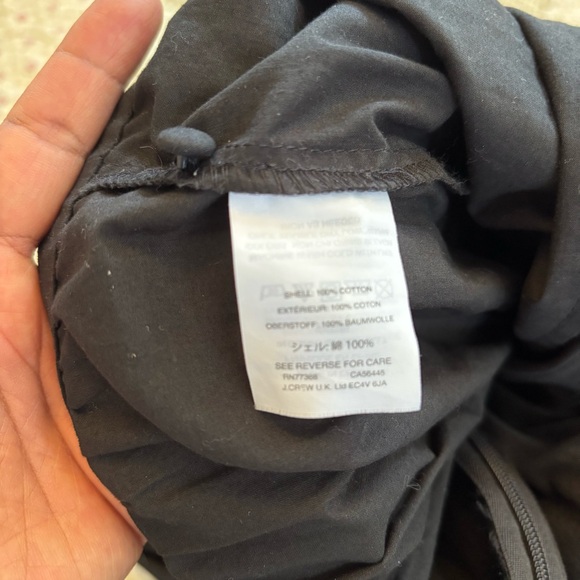 SHELL: 100% COTTON
EXTÉRIEUR: 100% COTON
OBERSTOFF: 100% BAUMWOLLE
シェル: 綿 100%
SEE REVERSE FOR CARE
RN77388 CA56445
J.CREW U.K. Ltd EC4V 6JA